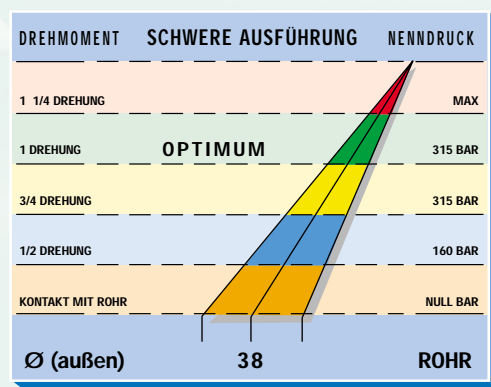 DREHMOMENT SCHWERE AUSFÜHRUNG NENNDRUCK
1 1/4 DREHUNG MAX
1 DREHUNG OPTIMUM 315 BAR
3/4 DREHUNG 315 BAR
1/2 DREHUNG 160 BAR
KONTAKT MIT ROHR NULL BAR
Ø (außen) 38 ROHR